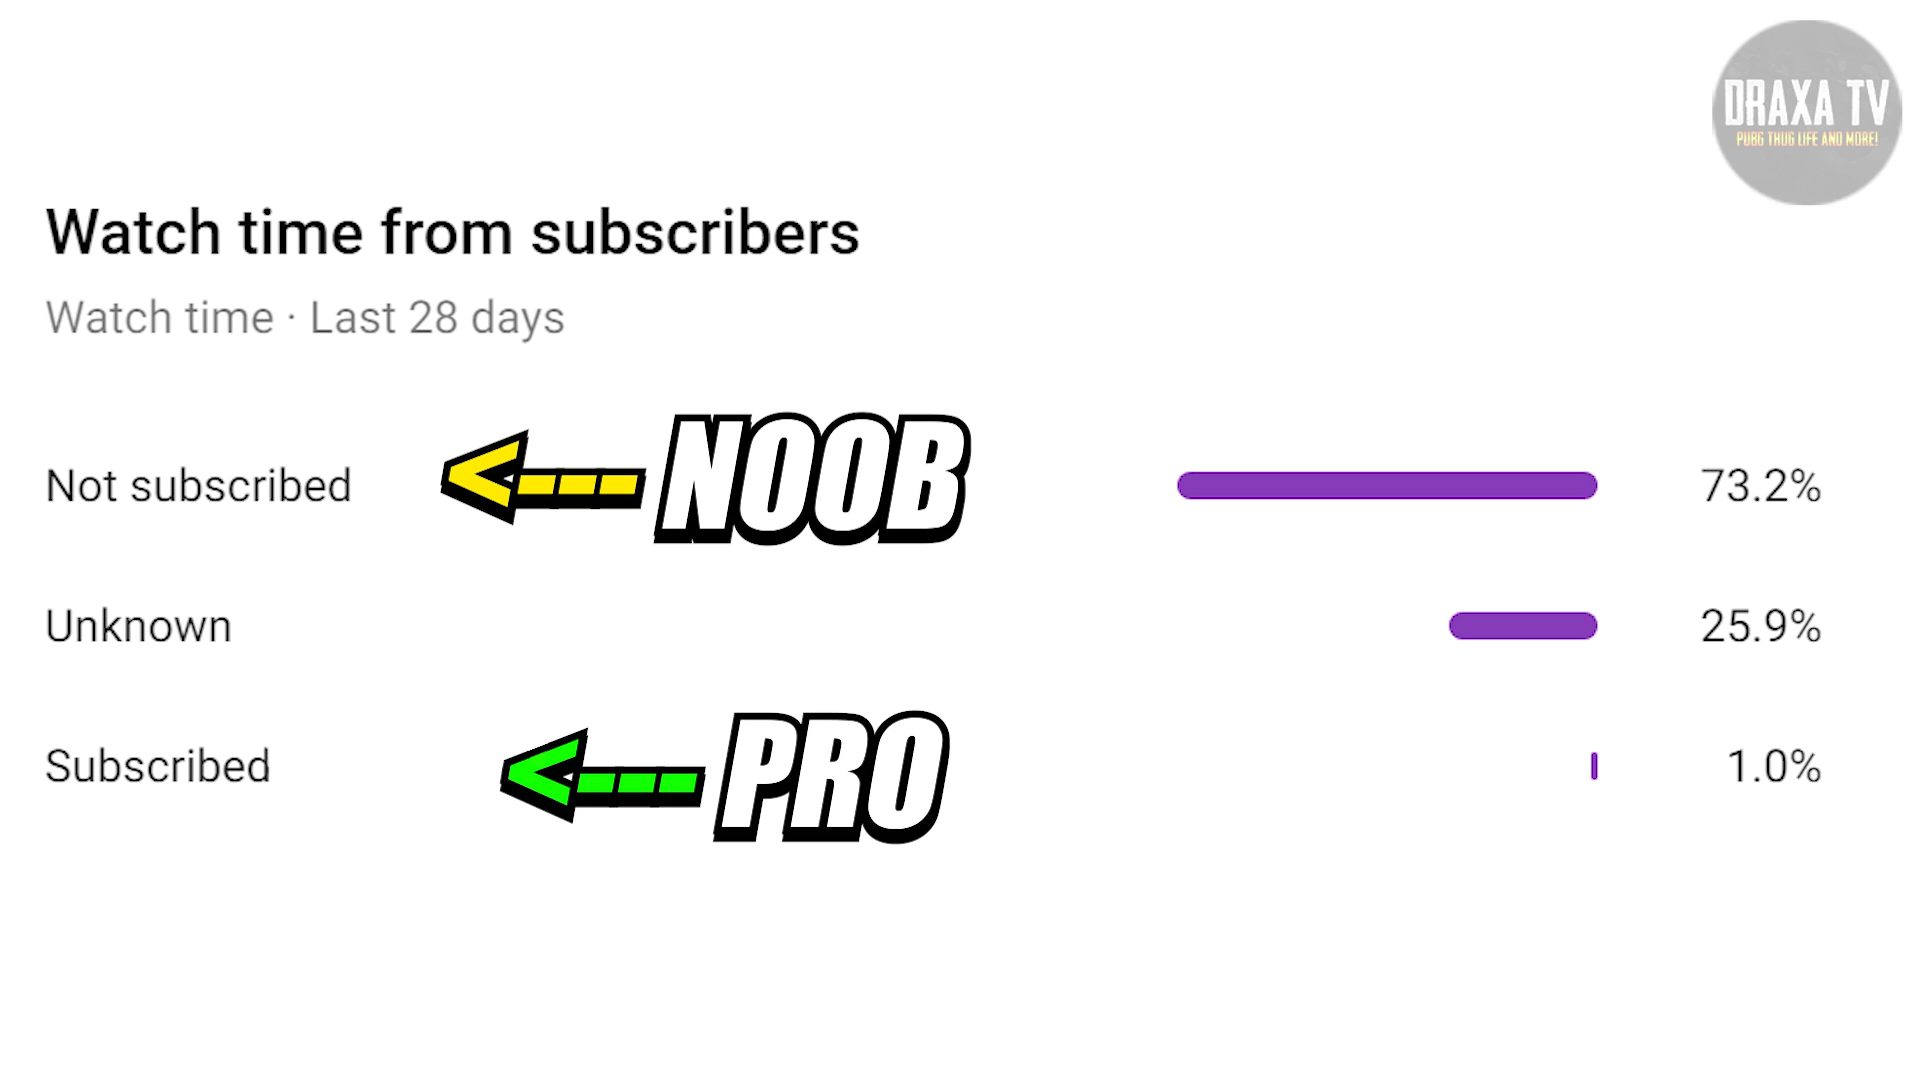 DRAXA TV
PUBG THUG LIFE AND MORE!
Watch time from subscribers
Watch time · Last 28 days
Not subscribed NOOB 73.2%
Unknown 25.9%
Subscribed PRO 1.0%